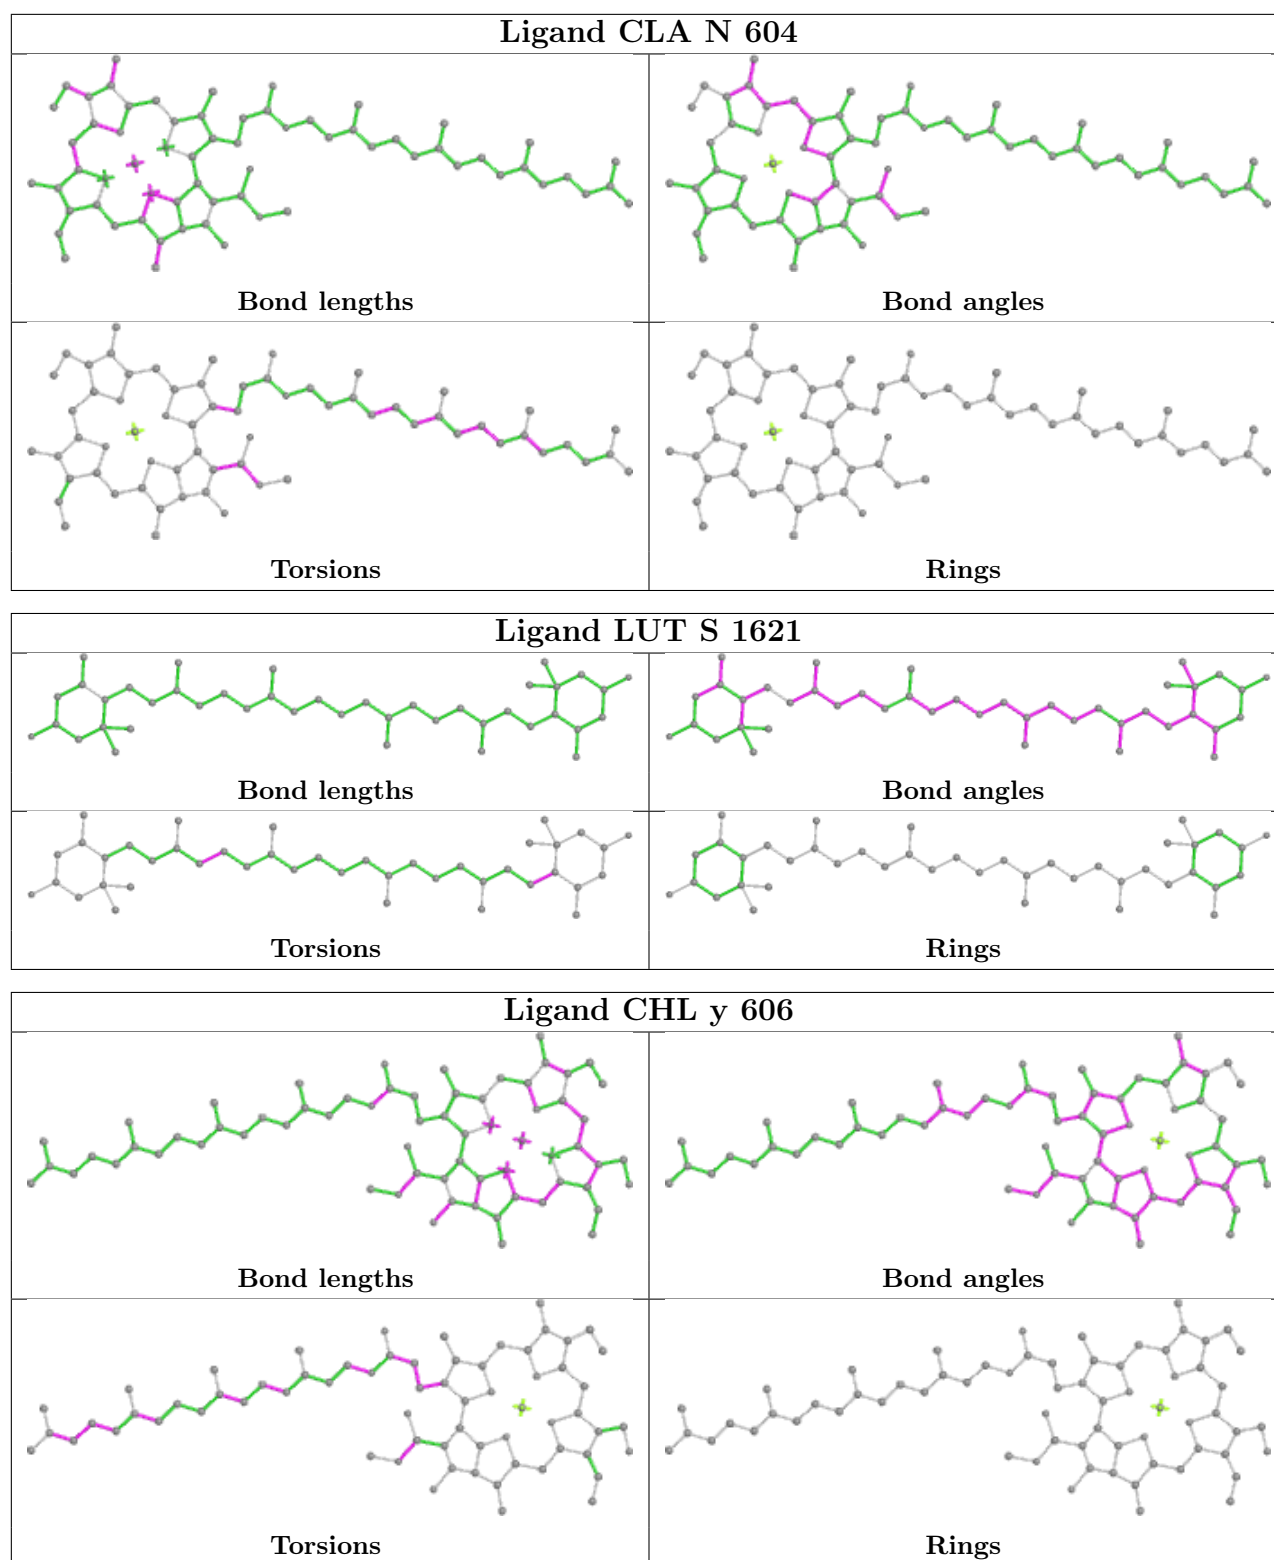 Ligand CLA N 604
Bond lengths
Bond angles
Torsions
Rings
Ligand LUT S 1621
Bond lengths
Bond angles
Torsions
Rings
Ligand CHL y 606
Bond lengths
Bond angles
Torsions
Rings